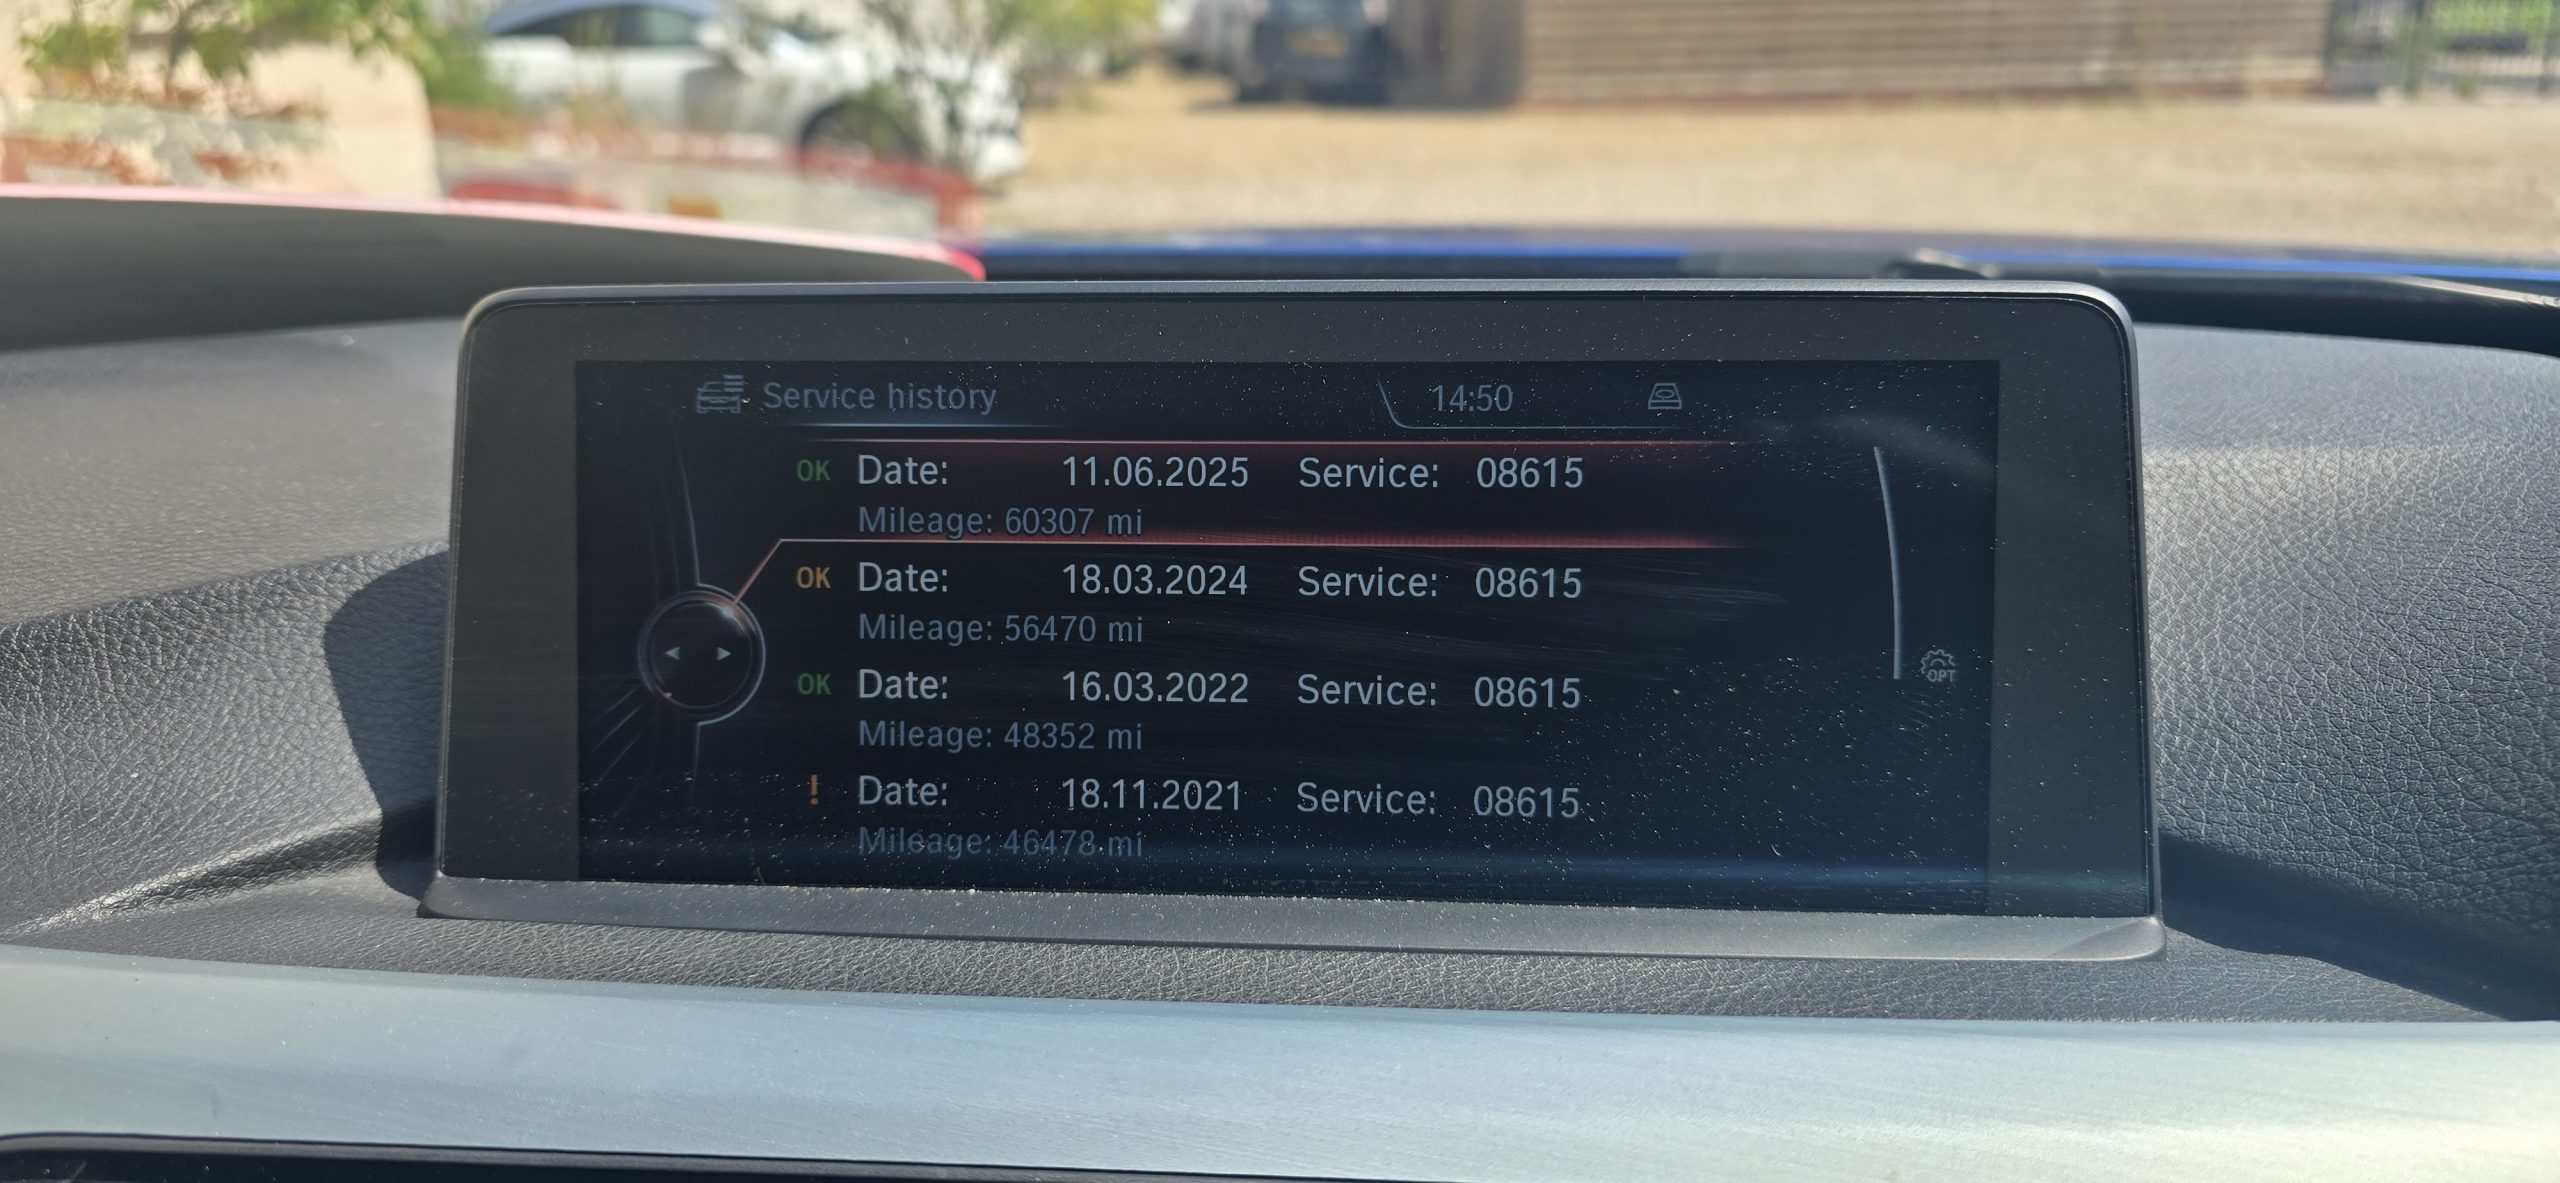 Service history 14:50
OK Date: 11.06.2025 Service: 08615
Mileage: 60307 mi
OK Date: 18.03.2024 Service: 08615
Mileage: 56470 mi
OK Date: 16.03.2022 Service: 08615
Mileage: 48352 mi
OPT
! Date: 18.11.2021 Service: 08615
Mileage: 46478 mi